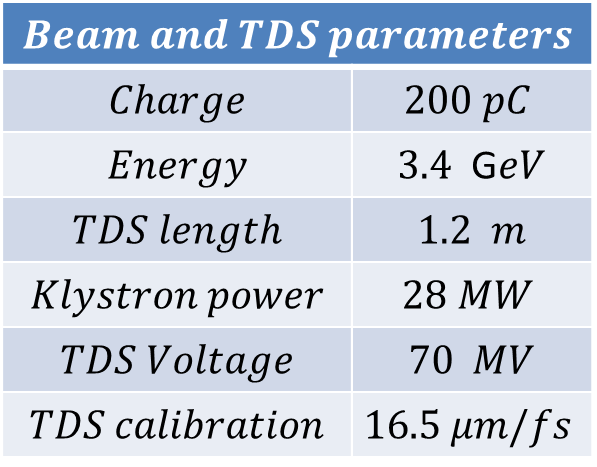 Beam and TDS parameters
Charge 200 pC
Energy 3.4 GeV
TDS length 1.2 m
Klystron power 28 MW
TDS Voltage 70 MV
TDS calibration 16.5 μm/fs